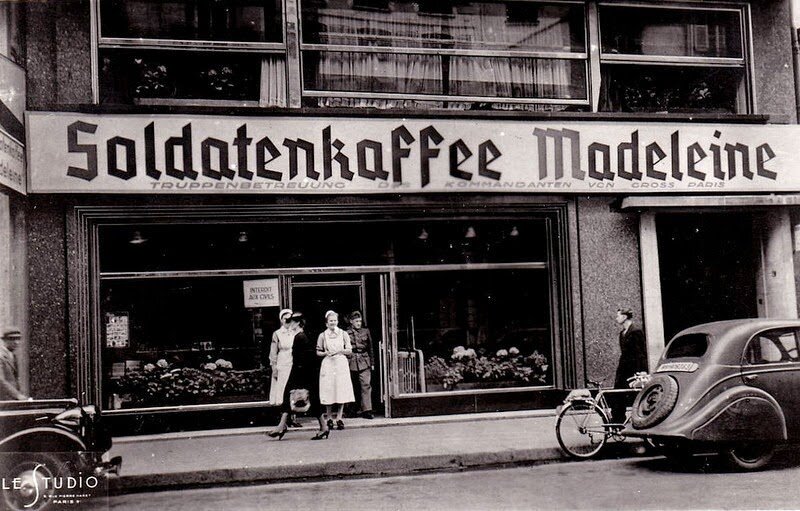 Soldatenkaffee Madeleine
TRUPPENBETREUUNG DES KOMMANDANTEN VON GROSS PARIS
INTERDIT
AUX CIVILS
LE STUDIO
PARIS